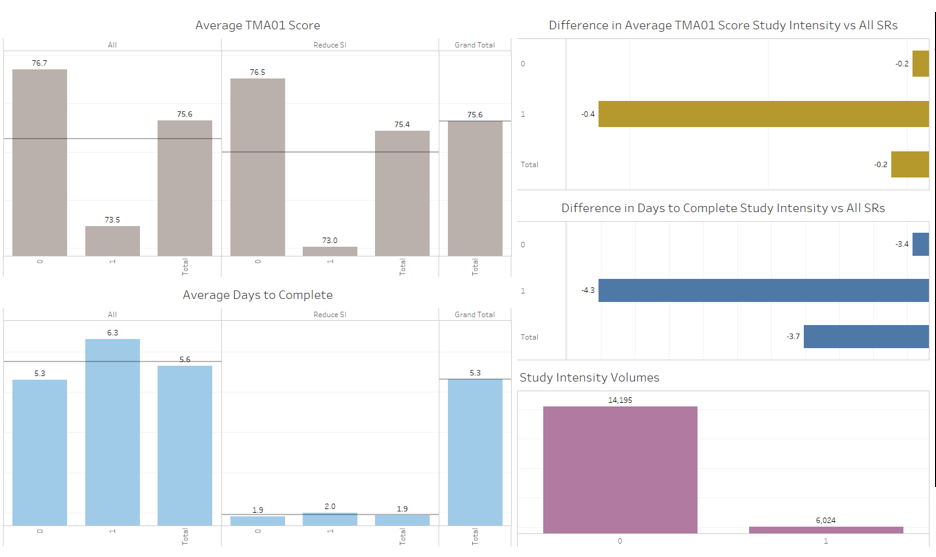 Average TMA01 Score
All
Reduce SI
Grand Total
76.7
73.5
75.6
76.5
73.0
75.4
75.6
0
1
Total
0
1
Total
Total
Average Days to Complete
All
Reduce SI
Grand Total
5.3
6.3
5.6
1.9
2.0
1.9
5.3
0
1
Total
0
1
Total
Total
Difference in Average TMA01 Score Study Intensity vs All SRs
0
-0.2
1
-0.4
Total
-0.2
Difference in Days to Complete Study Intensity vs All SRs
0
-3.4
1
-4.3
Total
-3.7
Study Intensity Volumes
14,195
6,024
0
1